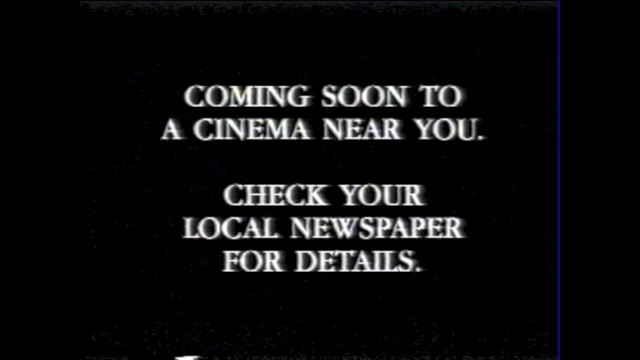 COMING SOON TO
A CINEMA NEAR YOU.
CHECK YOUR
LOCAL NEWSPAPER
FOR DETAILS.